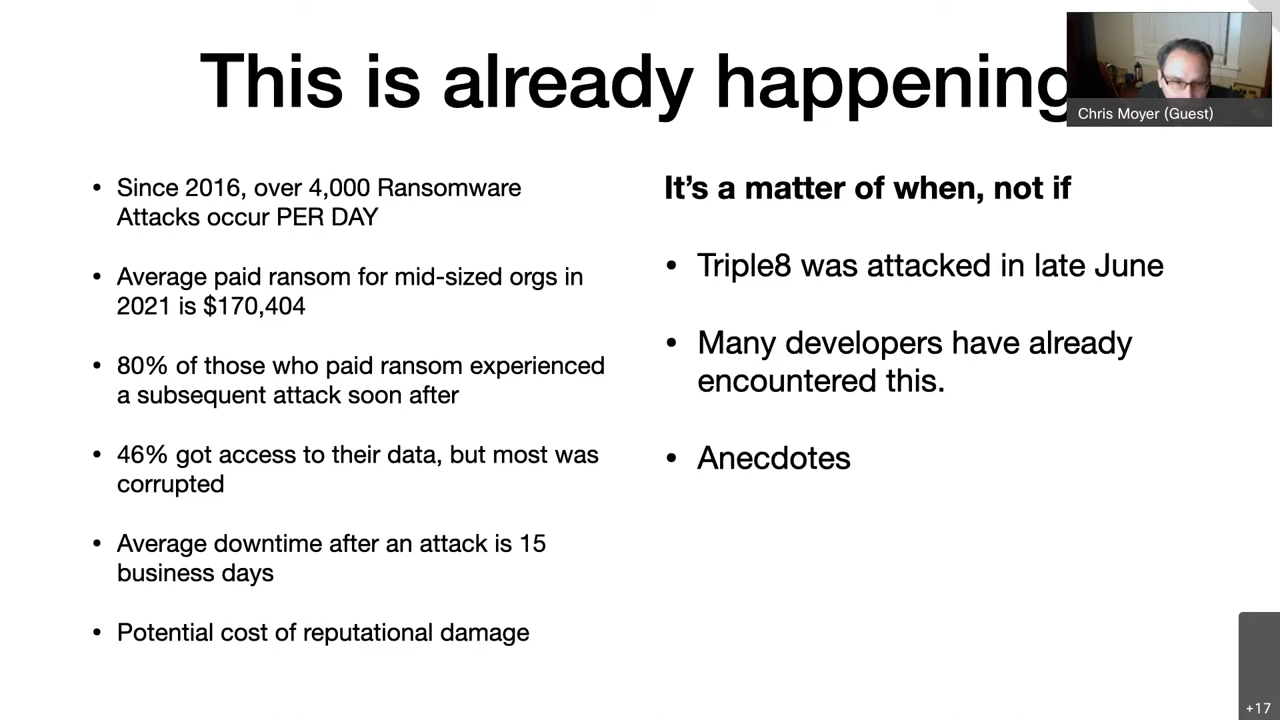 This is already happening
Chris Moyer (Guest)
• Since 2016, over 4,000 Ransomware
Attacks occur PER DAY
• Average paid ransom for mid-sized orgs in
2021 is $170,404
• 80% of those who paid ransom experienced
a subsequent attack soon after
• 46% got access to their data, but most was
corrupted
• Average downtime after an attack is 15
business days
• Potential cost of reputational damage
It’s a matter of when, not if
• Triple8 was attacked in late June
• Many developers have already
encountered this.
• Anecdotes
+17